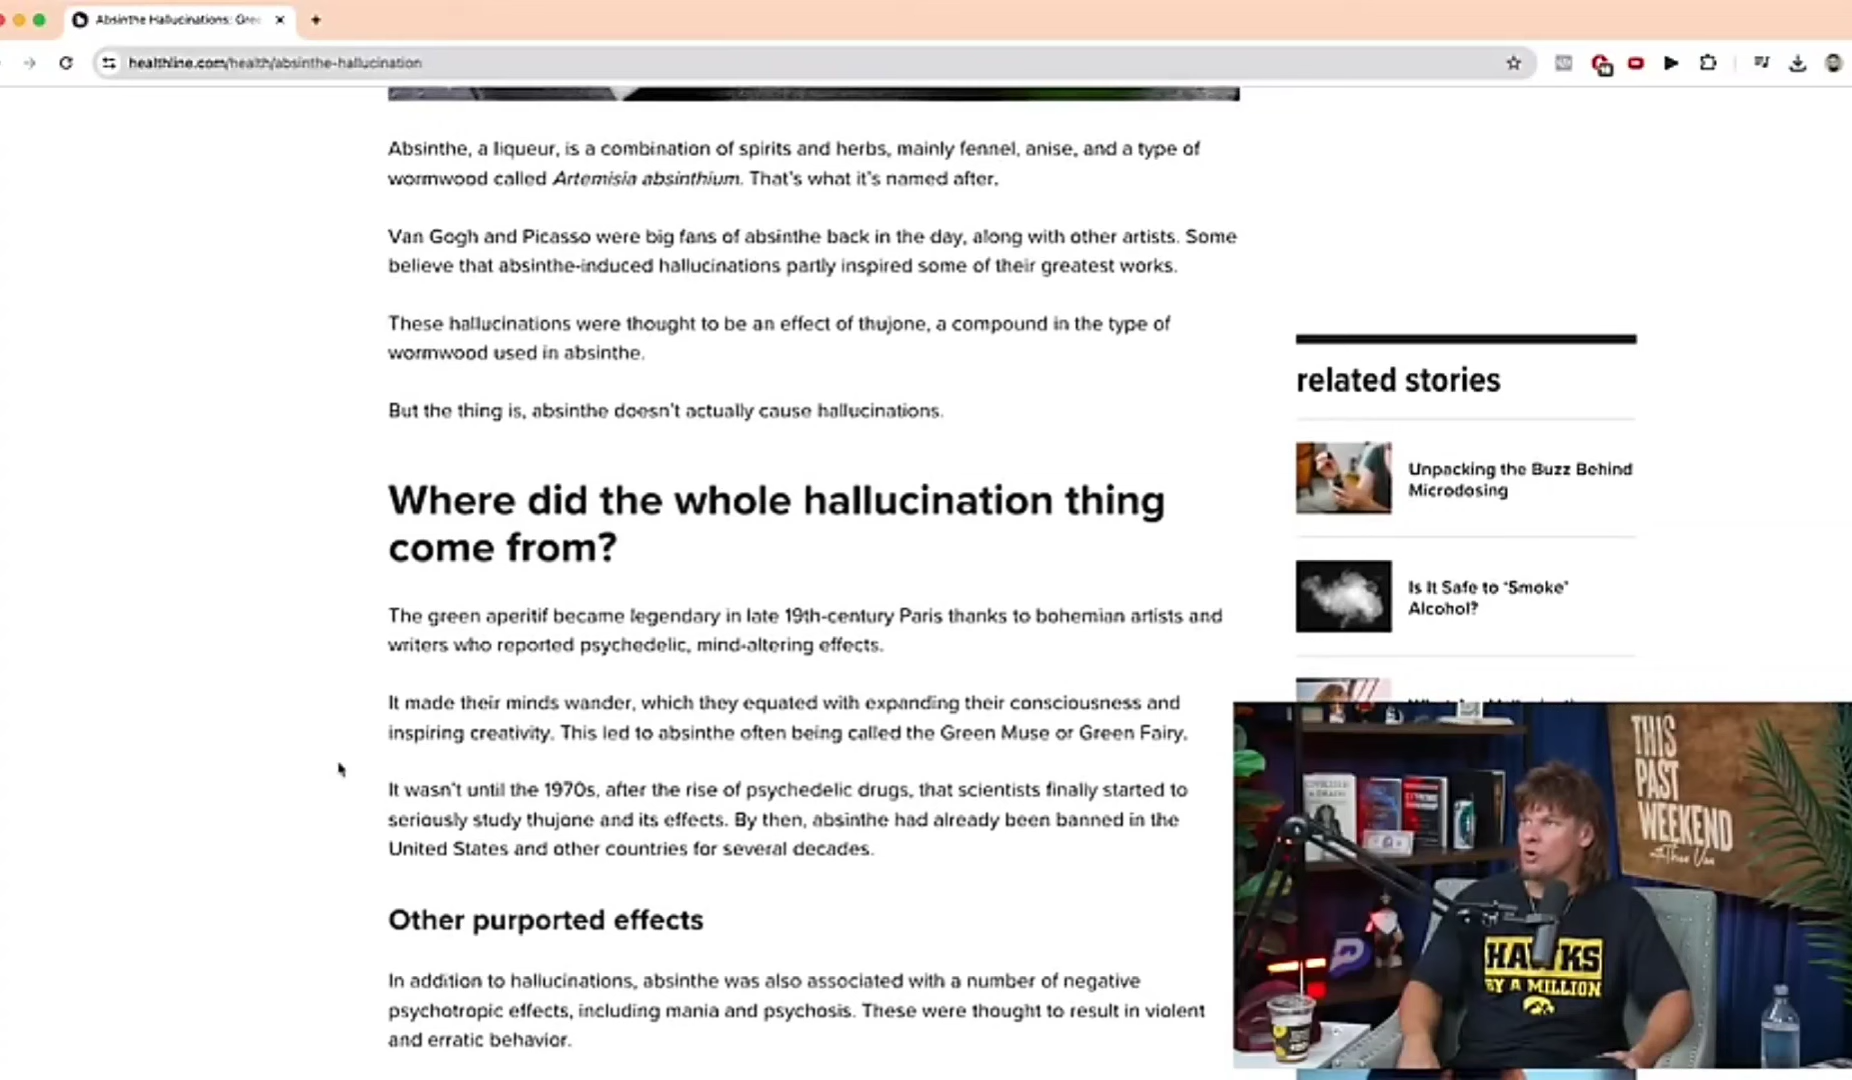 Absinthe Hallucinations: Gre
healthline.com/health/absinthe-hallucination
Absinthe, a liqueur, is a combination of spirits and herbs, mainly fennel, anise, and a type of
wormwood called Artemisia absinthium. That's what it's named after.
Van Gogh and Picasso were big fans of absinthe back in the day, along with other artists. Some
believe that absinthe-induced hallucinations partly inspired some of their greatest works.
These hallucinations were thought to be an effect of thujone, a compound in the type of
wormwood used in absinthe.
But the thing is, absinthe doesn't actually cause hallucinations.
Where did the whole hallucination thing
come from?
The green aperitif became legendary in late 19th-century Paris thanks to bohemian artists and
writers who reported psychedelic, mind-altering effects.
It made their minds wander, which they equated with expanding their consciousness and
inspiring creativity. This led to absinthe often being called the Green Muse or Green Fairy.
It wasn't until the 1970s, after the rise of psychedelic drugs, that scientists finally started to
seriously study thujone and its effects. By then, absinthe had already been banned in the
United States and other countries for several decades.
Other purported effects
In addition to hallucinations, absinthe was also associated with a number of negative
psychotropic effects, including mania and psychosis. These were thought to result in violent
and erratic behavior.
related stories
Unpacking the Buzz Behind
Microdosing
Is It Safe to "Smoke"
Alcohol?
THIS
PAST
WEEKEND
with Theo Von
HAWKS
BY A MILLION